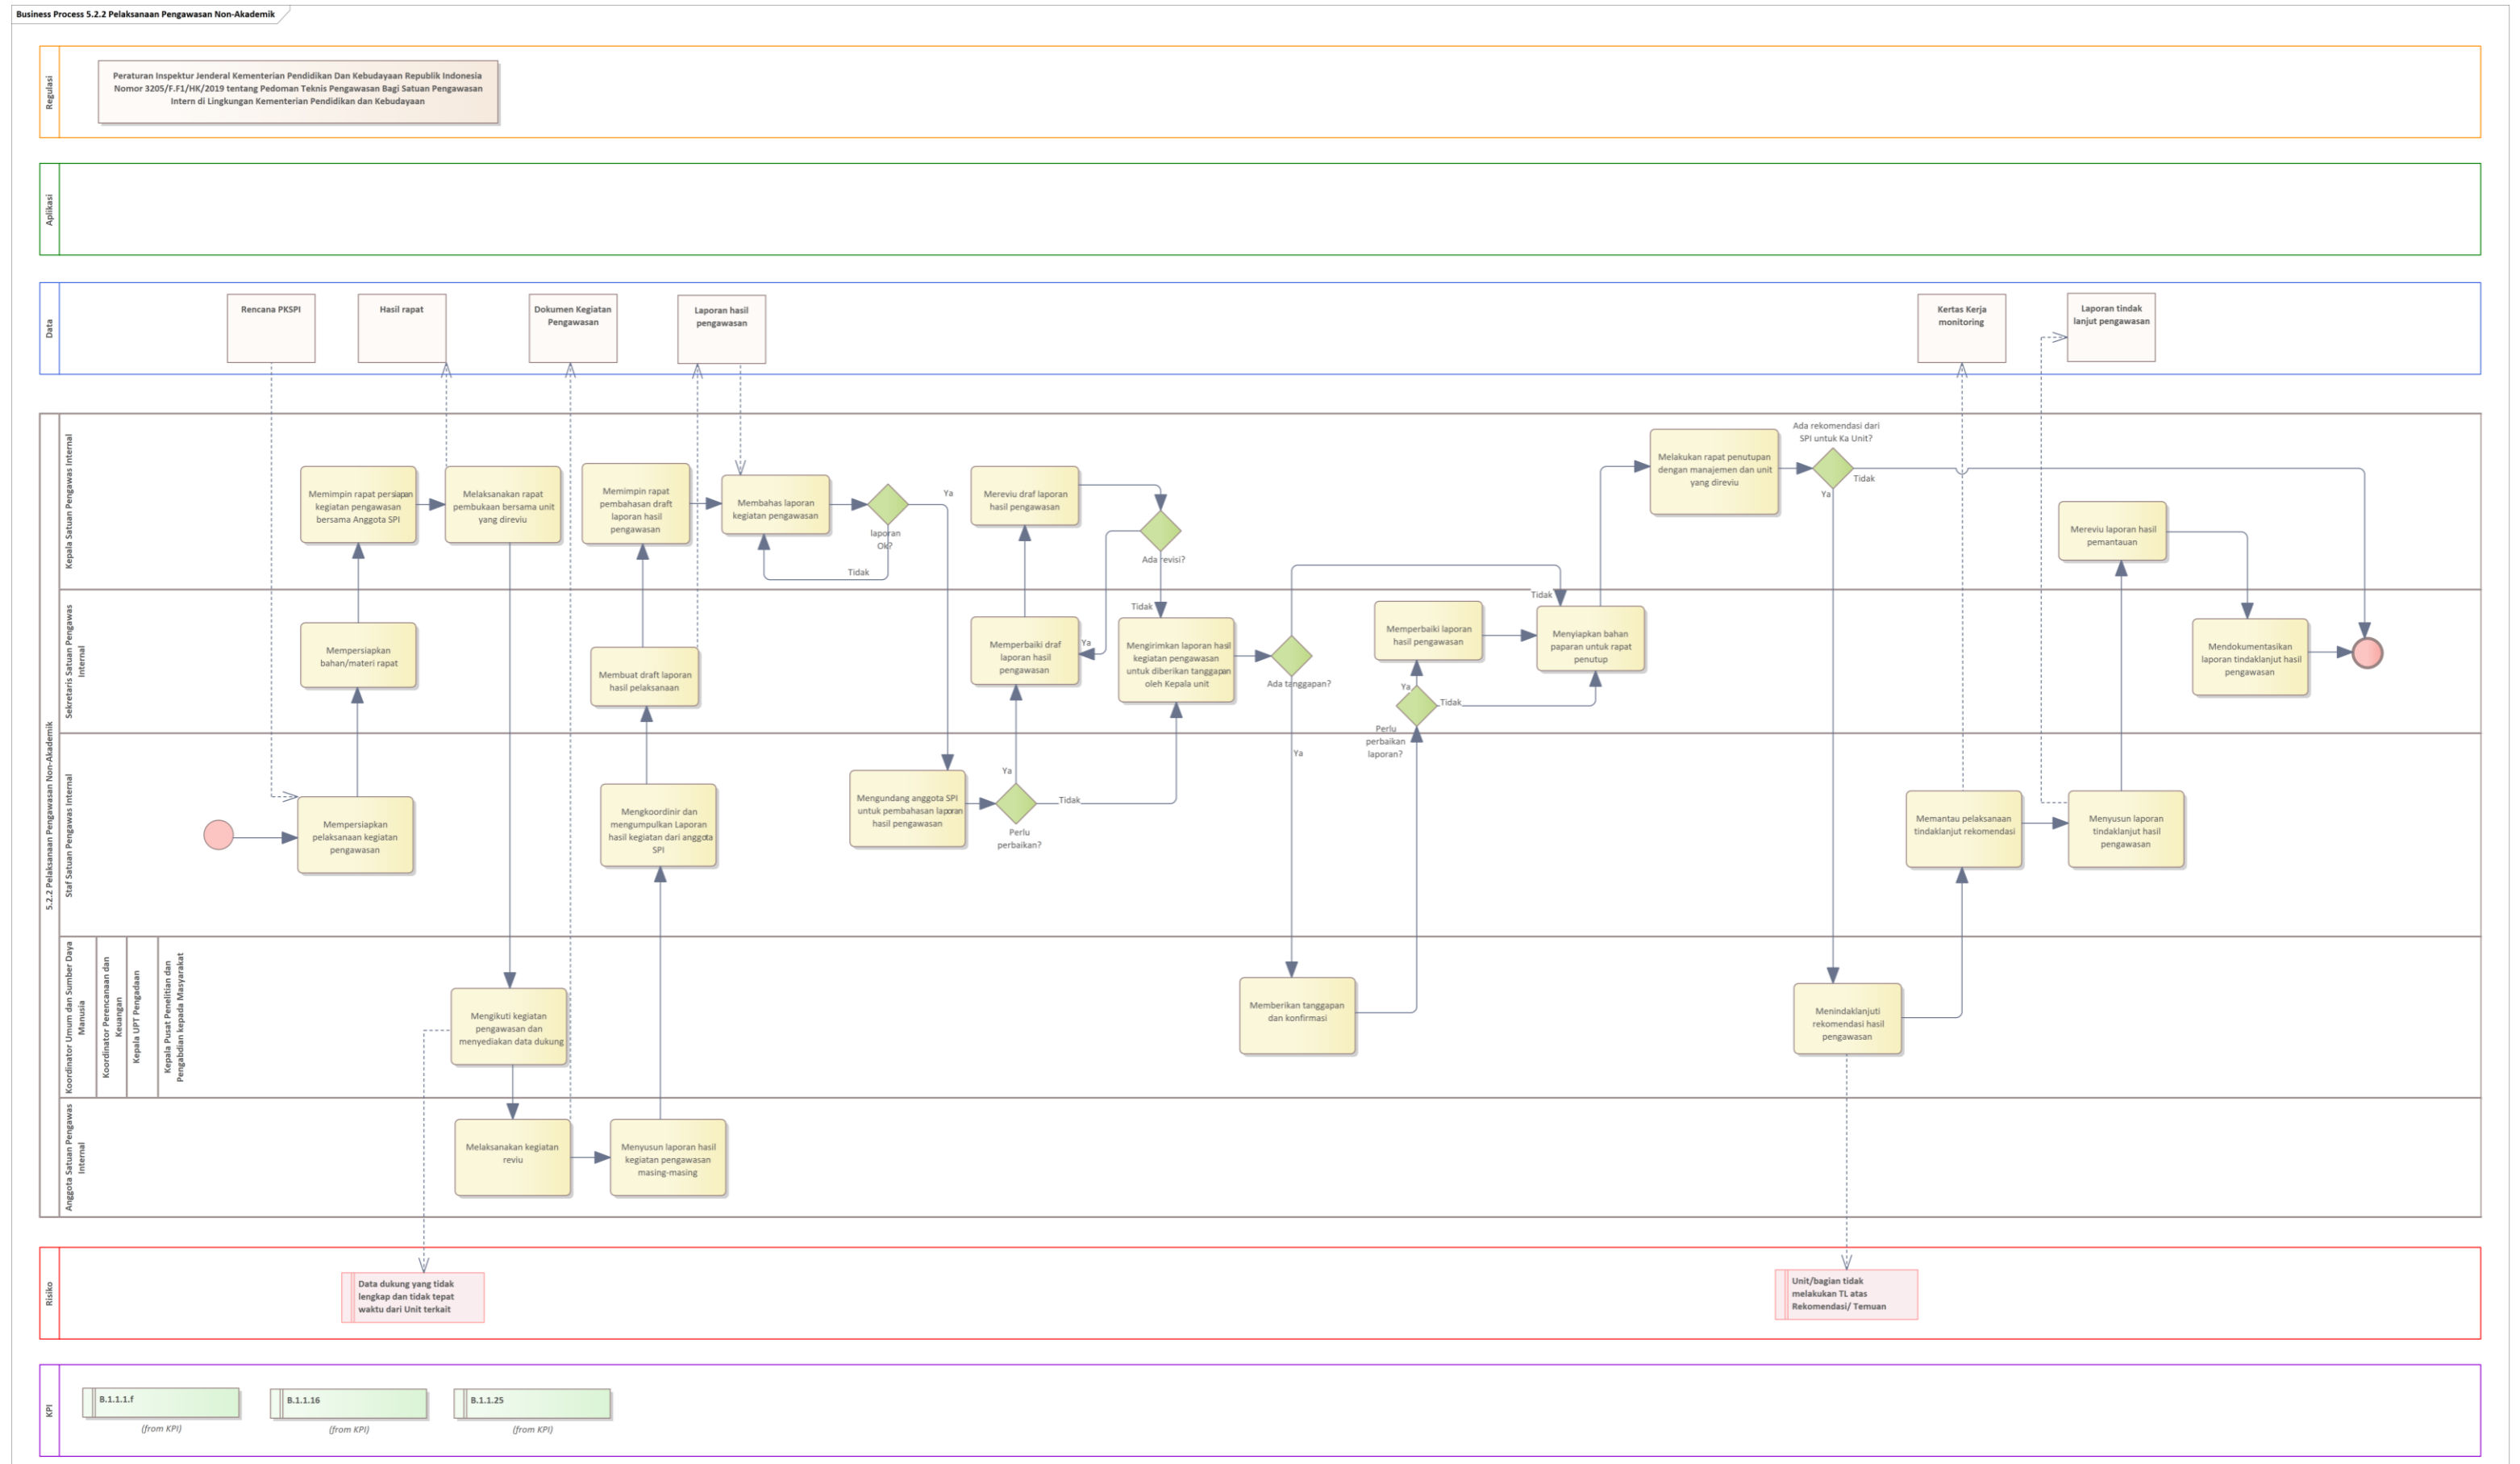 Business Process 5.2.2 Pelaksanaan Pengawasan Non-Akademik
Regulasi
Peraturan Inspektur Jenderal Kementerian Pendidikan Dan Kebudayaan Republik Indonesia
Nomor 3205/F.F1/HK/2019 tentang Pedoman Teknis Pengawasan Bagi Satuan Pengawasan
Intern di Lingkungan Kementerian Pendidikan dan Kebudayaan
Aplikasi
Data
Rencana PKSPI
Hasil rapat
Dokumen Kegiatan
Pengawasan
Laporan hasil
pengawasan
Kertas Kerja
monitoring
Laporan tindak
lanjut pengawasan
5.2.2 Pelaksanaan Pengawasan Non-Akademik
Kepala Satuan Pengawas Internal
Memimpin rapat persiapan
kegiatan pengawasan
bersama Anggota SPI
Melaksanakan rapat
pembukaan bersama unit
yang direviu
Memimpin rapat
pembahasan draft
laporan hasil
pengawasan
Membahas laporan
kegiatan pengawasan
laporan
Ok?
Ya
Tidak
Mereviu draf laporan
hasil pengawasan
Ada revisi?
Tidak
Ya
Melakukan rapat penutupan
dengan manajemen dan unit
yang direviu
Ada rekomendasi dari
SPI untuk Ka Unit?
Tidak
Ya
Mereviu laporan hasil
pemantauan
Sekretaris Satuan Pengawas
Internal
Mempersiapkan
bahan/materi rapat
Membuat draft laporan
hasil pelaksanaan
Memperbaiki draf
laporan hasil
pengawasan
Mengirimkan laporan hasil
kegiatan pengawasan
untuk diberikan tanggapan
oleh Kepala unit
Ada tanggapan?
Tidak
Ya
Memperbaiki laporan
hasil pengawasan
Ya
Tidak
Perlu
perbaikan
laporan?
Menyiapkan bahan
paparan untuk rapat
penutup
Mendokumentasikan
laporan tindaklanjut hasil
pengawasan
Staf Satuan Pengawas Internal
Mempersiapkan
pelaksanaan kegiatan
pengawasan
Mengkoordinir dan
mengumpulkan Laporan
hasil kegiatan dari anggota
SPI
Mengundang anggota SPI
untuk pembahasan laporan
hasil pengawasan
Ya
Tidak
Perlu
perbaikan?
Memantau pelaksanaan
tindaklanjut rekomendasi
Menyusun laporan
tindaklanjut hasil
pengawasan
Koordinator Umum dan Sumber Daya
Manusia
Koordinator Perencanaan dan
Keuangan
Kepala UPT Pengadaan
Kepala Pusat Penelitian dan
Pengabdian kepada Masyarakat
Mengikuti kegiatan
pengawasan dan
menyediakan data dukung
Memberikan tanggapan
dan konfirmasi
Menindaklanjuti
rekomendasi hasil
pengawasan
Anggota Satuan Pengawas
Internal
Melaksanakan kegiatan
reviu
Menyusun laporan hasil
kegiatan pengawasan
masing-masing
Risiko
Data dukung yang tidak
lengkap dan tidak tepat
waktu dari Unit terkait
Unit/bagian tidak
melakukan TL atas
Rekomendasi/ Temuan
KPI
B.1.1.1.f
(from KPI)
B.1.1.16
(from KPI)
B.1.1.25
(from KPI)